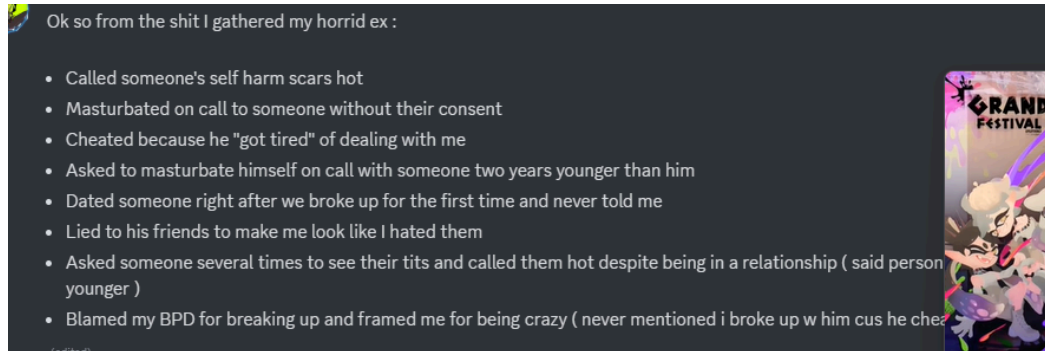 Ok so from the shit I gathered my horrid ex :
• Called someone's self harm scars hot
• Masturbated on call to someone without their consent
• Cheated because he "got tired" of dealing with me
• Asked to masturbate himself on call with someone two years younger than him
• Dated someone right after we broke up for the first time and never told me
• Lied to his friends to make me look like I hated them
• Asked someone several times to see their tits and called them hot despite being in a relationship ( said person
younger )
• Blamed my BPD for breaking up and framed me for being crazy ( never mentioned i broke up w him cus he
(edited)
GRAND
FESTIVAL